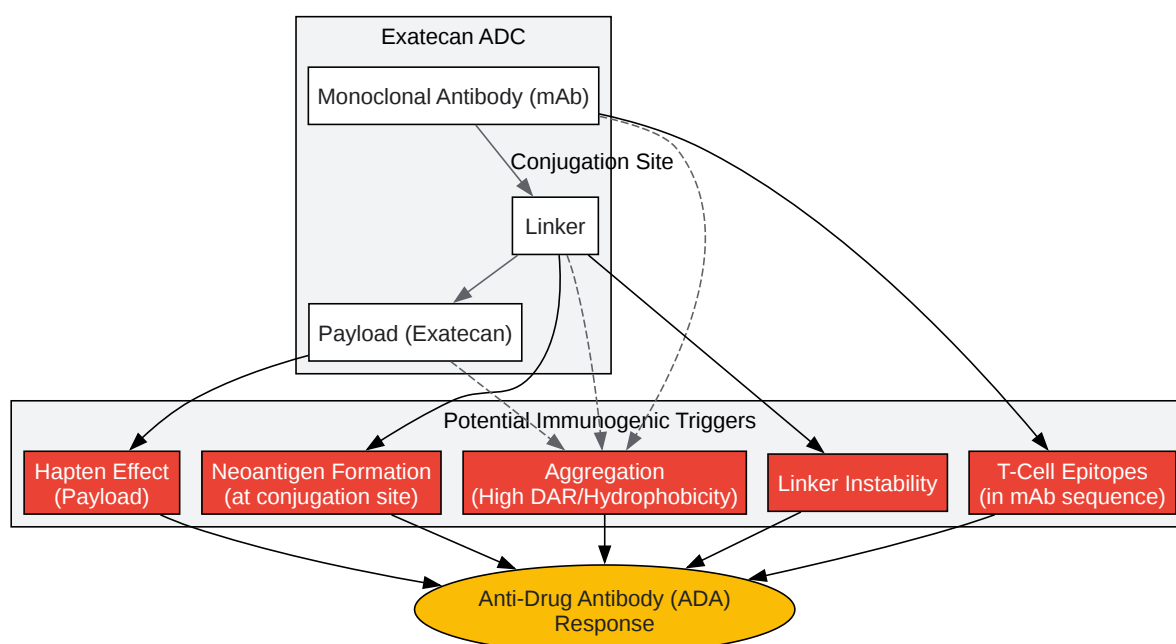 Exatecan ADC
Monoclonal Antibody (mAb)
Conjugation Site
Linker
Payload (Exatecan)
Potential Immunogenic Triggers
Hapten Effect
(Payload)
Neoantigen Formation
(at conjugation site)
Aggregation
(High DAR/Hydrophobicity)
Linker Instability
T-Cell Epitopes
(in mAb sequence)
Anti-Drug Antibody (ADA)
Response